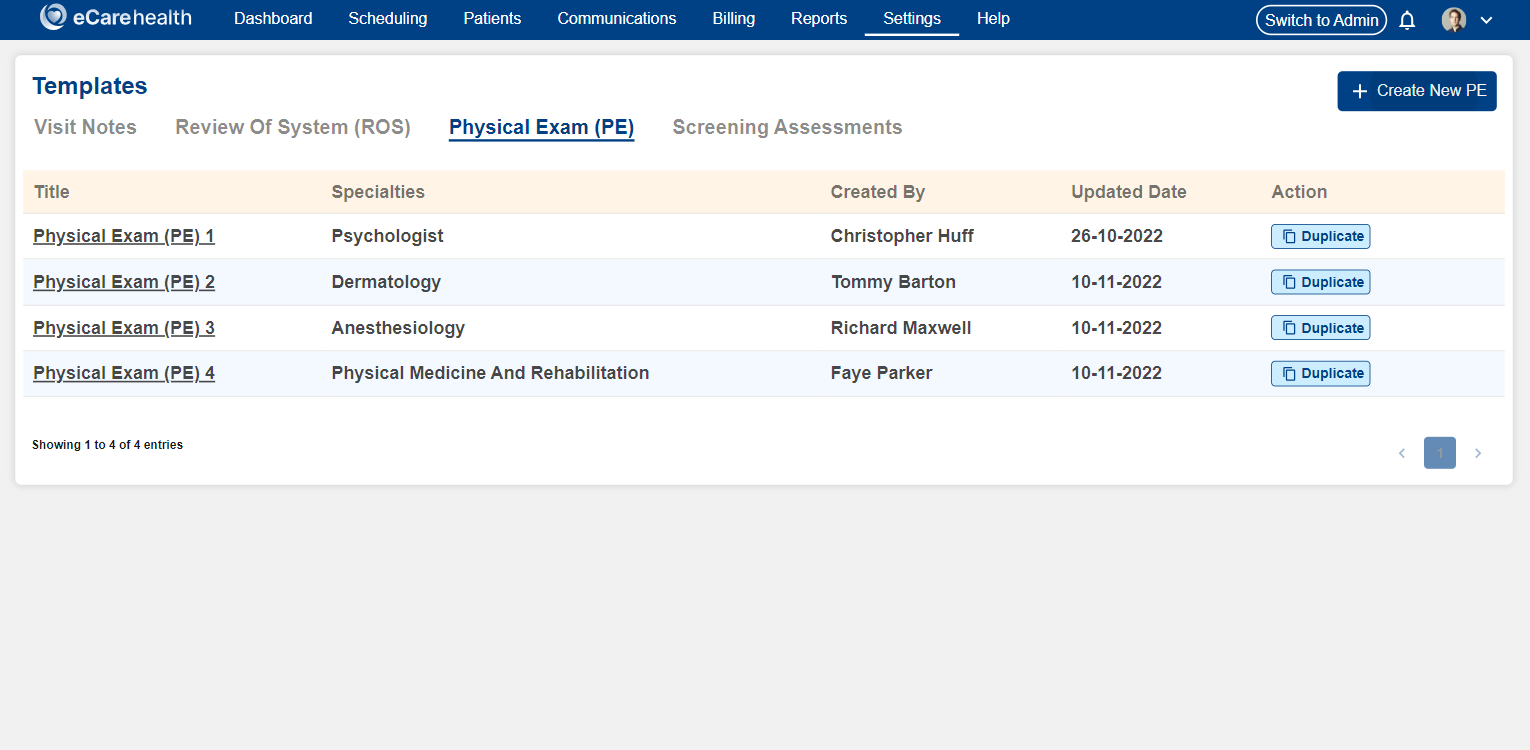 eCarehealth Dashboard Scheduling Patients Communications Billing Reports Settings Help Switch to Admin
Templates
+ Create New PE
Visit Notes Review Of System (ROS) Physical Exam (PE) Screening Assessments
Title Specialties Created By Updated Date Action
Physical Exam (PE) 1 Psychologist Christopher Huff 26-10-2022 Duplicate
Physical Exam (PE) 2 Dermatology Tommy Barton 10-11-2022 Duplicate
Physical Exam (PE) 3 Anesthesiology Richard Maxwell 10-11-2022 Duplicate
Physical Exam (PE) 4 Physical Medicine And Rehabilitation Faye Parker 10-11-2022 Duplicate
Showing 1 to 4 of 4 entries
1